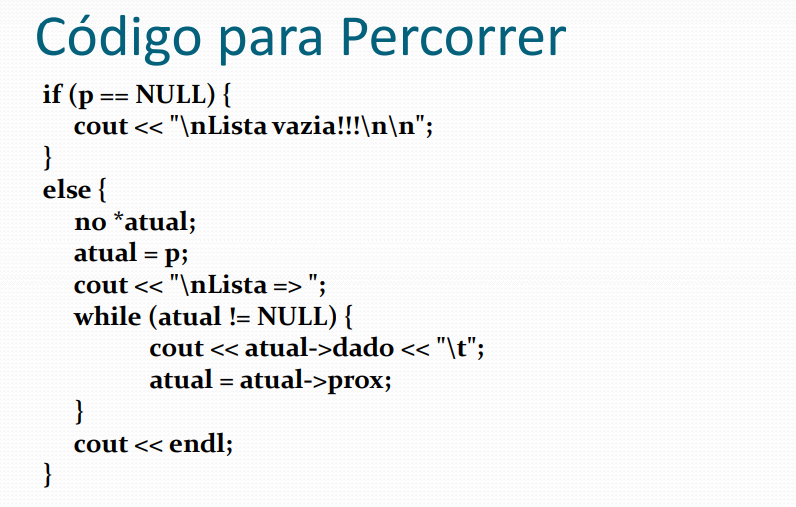 Código para Percorrer
if (p == NULL) {
cout << "\nLista vazia!!!\n\n";
}
else {
no *atual;
atual = p;
cout << "\nLista => ";
while (atual != NULL) {
cout << atual->dado << "\t";
atual = atual->prox;
}
cout << endl;
}